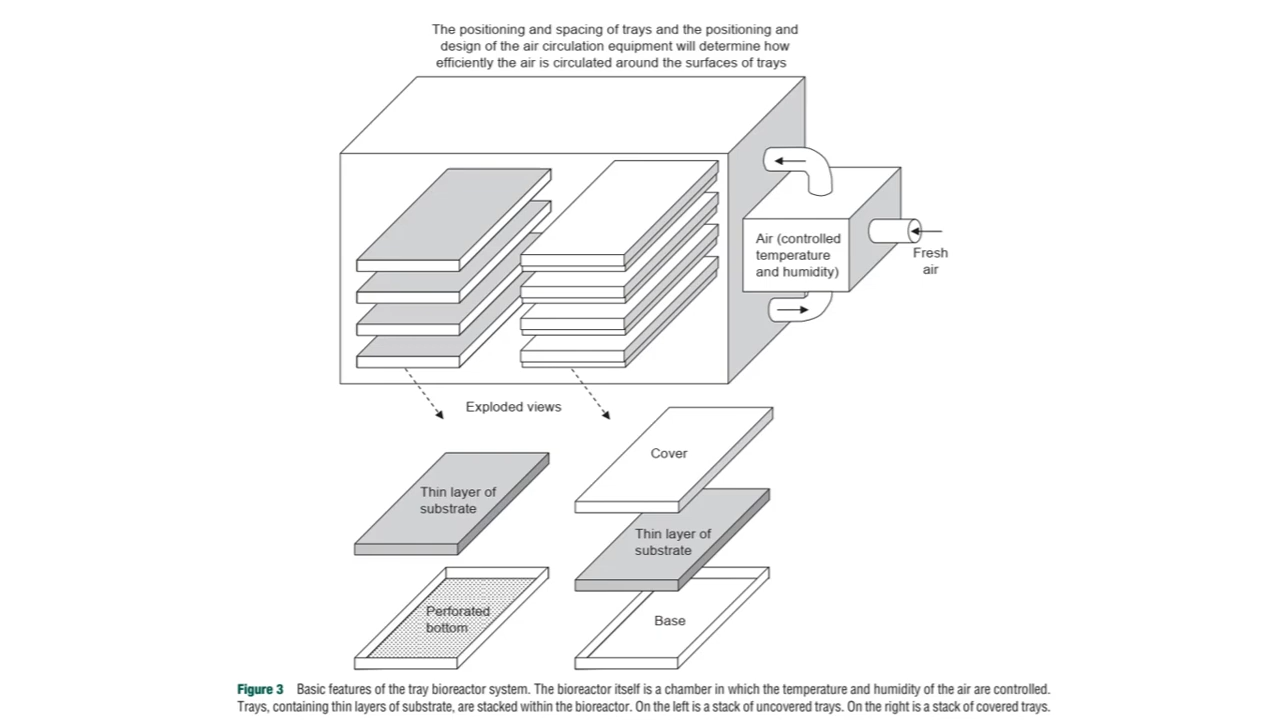 The positioning and spacing of trays and the positioning and
design of the air circulation equipment will determine how
efficiently the air is circulated around the surfaces of trays
Air (controlled
temperature
and humidity)
Fresh
air
Exploded views
Cover
Thin layer of
substrate
Thin layer of
substrate
Perforated
bottom
Base
Figure 3 Basic features of the tray bioreactor system. The bioreactor itself is a chamber in which the temperature and humidity of the air are controlled.
Trays, containing thin layers of substrate, are stacked within the bioreactor. On the left is a stack of uncovered trays. On the right is a stack of covered trays.